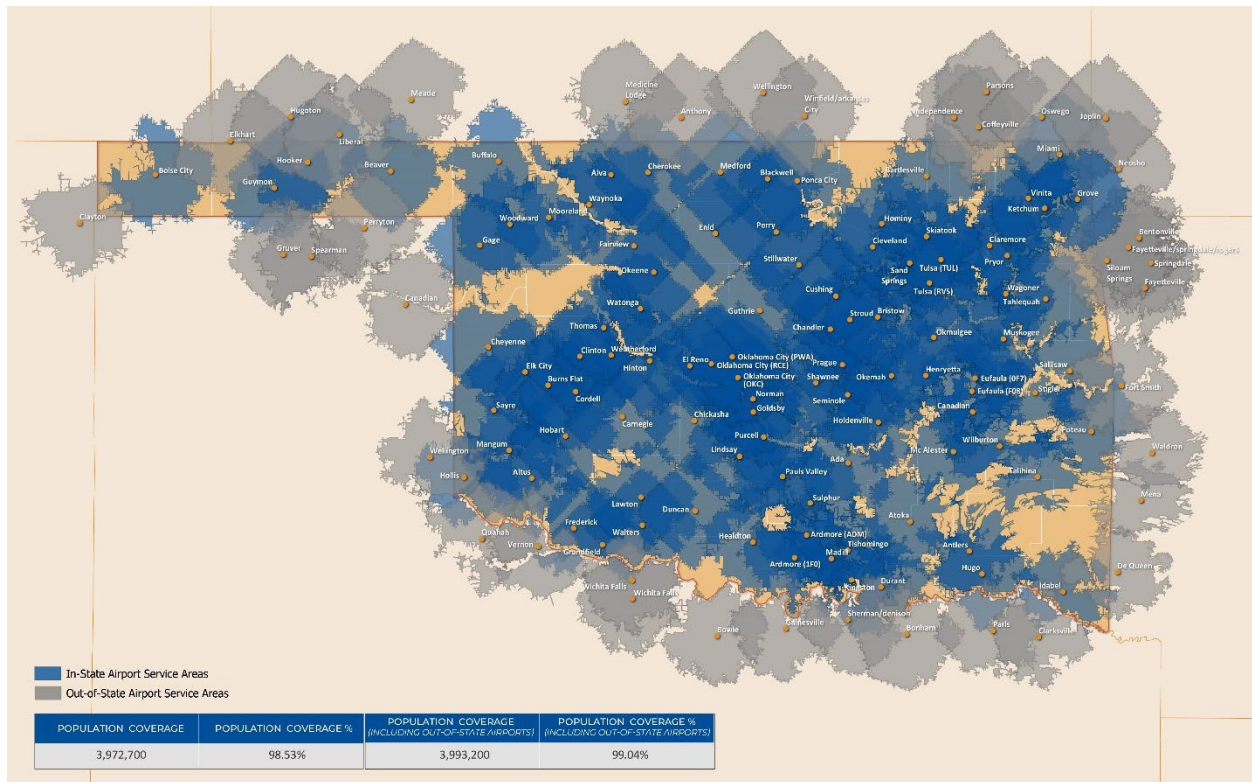 Meade
Medicine
Lodge
Wellington
Parsons
Hugoton
Anthony
Winfield/arkansas
City
Independence
Oswego
Joplin
Coffeyville
Elkhart
Liberal
Hooker
Buffalo
Miami
Boise City
Beaver
Alva
Cherokee
Medford
Blackwell
Ponca City
Bartlesville
Neosho
Guymon
Vinita
Grove
Ketchum
Waynoka
Mooreland
Woodward
Clayton
Perryton
Hominy
Skiatook
Enid
Perry
Bentonville
Gage
Fairview
Cleveland
Claremore
Fayetteville/springdale/rogers
Gruver
Spearman
Stillwater
Pryor
Siloam
Springs
Springdale
Okeene
Sand
Springs
Tulsa (TUL)
Fayetteville
Tulsa (RVS)
Wagoner
Tahlequah
Canadian
Watonga
Cushing
Guthrie
Stroud
Bristow
Thomas
Chandler
Okmulgee
Muskogee
Cheyenne
Clinton
Weatherford
Hinton
El Reno
Oklahoma City (PWA)
Oklahoma City (RCE)
Prague
Elk City
Oklahoma City
(OKC)
Shawnee
Okemah
Henryetta
Eufaula (0F7)
Sallisaw
Burns Flat
Fort Smith
Cordell
Norman
Seminole
Eufaula (F08)
Stigler
Sayre
Goldsby
Canadian
Carnegie
Chickasha
Holdenville
Hobart
Purcell
Wilburton
Poteau
Mangum
Lindsay
Mc Alester
Waldron
Wellington
Ada
Hollis
Altus
Pauls Valley
Talihina
Lawton
Sulphur
Mena
Duncan
Atoka
Frederick
Walters
Quanah
Healdton
Ardmore (ADM)
Vernon
Grandfield
Tishomingo
Madill
Antlers
Ardmore (1F0)
Hugo
De Queen
Wichita Falls
Kingston
Durant
Idabel
Wichita Falls
Sherman/denison
Bowie
Gainesville
Bonham
Paris
Clarksville
In-State Airport Service Areas
Out-of-State Airport Service Areas
POPULATION COVERAGE
POPULATION COVERAGE %
POPULATION COVERAGE
(INCLUDING OUT-OF-STATE AIRPORTS)
POPULATION COVERAGE %
(INCLUDING OUT-OF-STATE AIRPORTS)
3,972,700
98.53%
3,993,200
99.04%